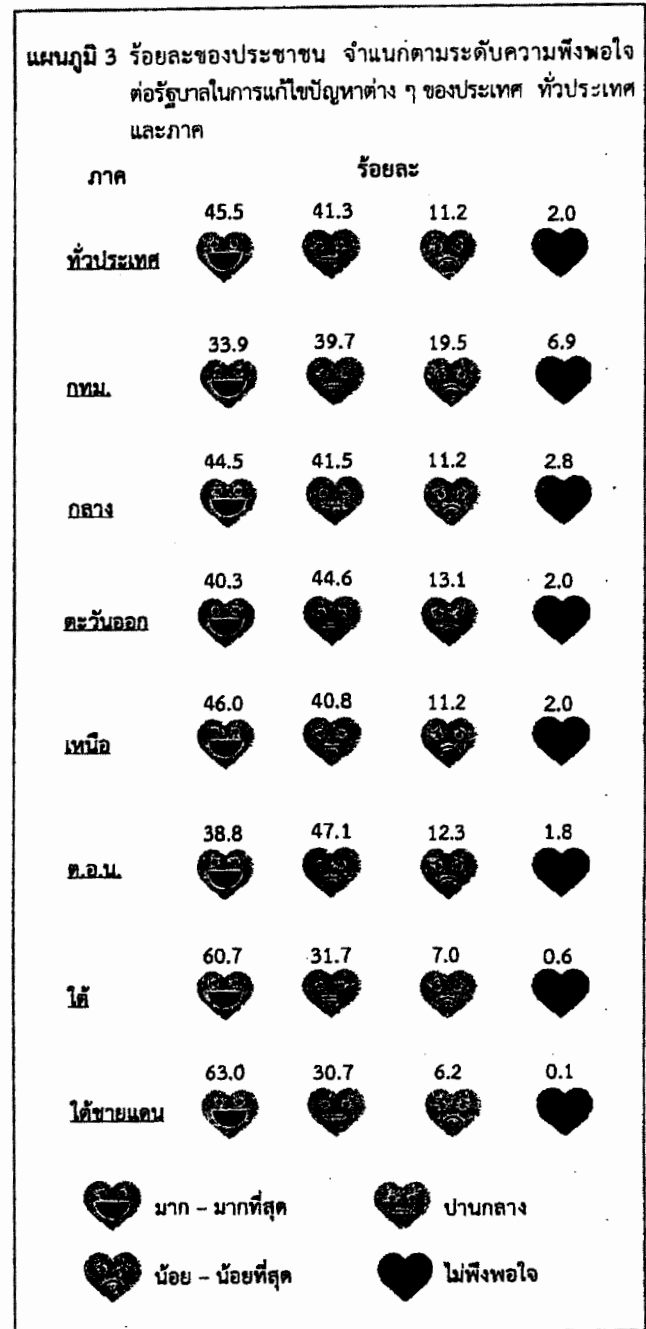 แผนภูมิ 3 ร้อยละของประชาชน จำแนกตามระดับความพึงพอใจ
ต่อรัฐบาลในการแก้ไขปัญหาต่าง ๆ ของประเทศ ทั่วประเทศ
และภาค
ภาค ร้อยละ
45.5 41.3 11.2 2.0
ทั่วประเทศ
33.9 39.7 19.5 6.9
กทม.
44.5 41.5 11.2 2.8
กลาง
40.3 44.6 13.1 2.0
ตะวันออก
46.0 40.8 11.2 2.0
เหนือ
38.8 47.1 12.3 1.8
ต.อ.น.
60.7 31.7 7.0 0.6
ใต้
63.0 30.7 6.2 0.1
ใต้ชายแดน
มาก – มากที่สุด ปานกลาง
น้อย – น้อยที่สุด ไม่พึงพอใจ